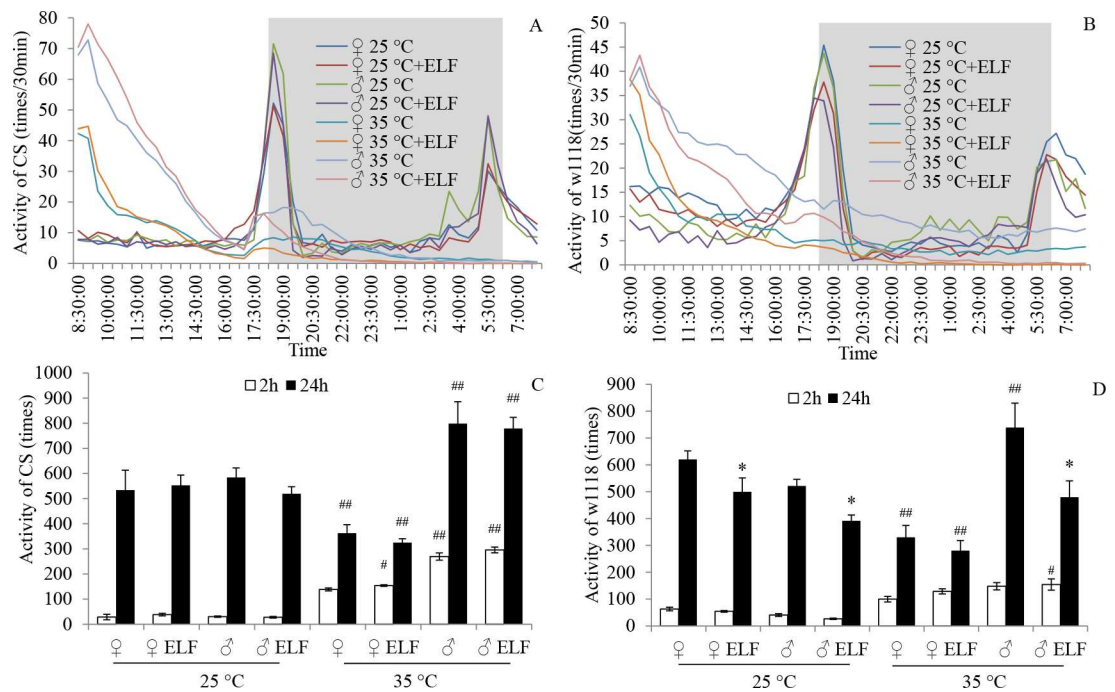 A
Activity of CS (times/30min)
80
70
60
50
40
30
20
10
0
♀ 25 °C
♀ 25 °C+ELF
♂ 25 °C
♂ 25 °C+ELF
♀ 35 °C
♀ 35 °C+ELF
♂ 35 °C
♂ 35 °C+ELF
8:30:00
10:00:00
11:30:00
13:00:00
14:30:00
16:00:00
17:30:00
19:00:00
20:30:00
22:00:00
23:30:00
1:00:00
2:30:00
4:00:00
5:30:00
7:00:00
Time
B
Activity of w1118(times/30min)
50
45
40
35
30
25
20
15
10
5
0
♀ 25 °C
♀ 25 °C+ELF
♂ 25 °C
♂ 25 °C+ELF
♀ 35 °C
♀ 35 °C+ELF
♂ 35 °C
♂ 35 °C+ELF
8:30:00
10:00:00
11:30:00
13:00:00
14:30:00
16:00:00
17:30:00
19:00:00
20:30:00
22:00:00
23:30:00
1:00:00
2:30:00
4:00:00
5:30:00
7:00:00
Time
C
Activity of CS (times)
1000
900
800
700
600
500
400
300
200
100
0
2h 24h
## ## # ## ## ## ##
♀ ♀ ELF ♂ ♂ ELF ♀ ♀ ELF ♂ ♂ ELF
25 °C 35 °C
D
Activity of w1118 (times)
900
800
700
600
500
400
300
200
100
0
2h 24h
* * ## ## ## * #
♀ ♀ ELF ♂ ♂ ELF ♀ ♀ ELF ♂ ♂ ELF
25 °C 35 °C